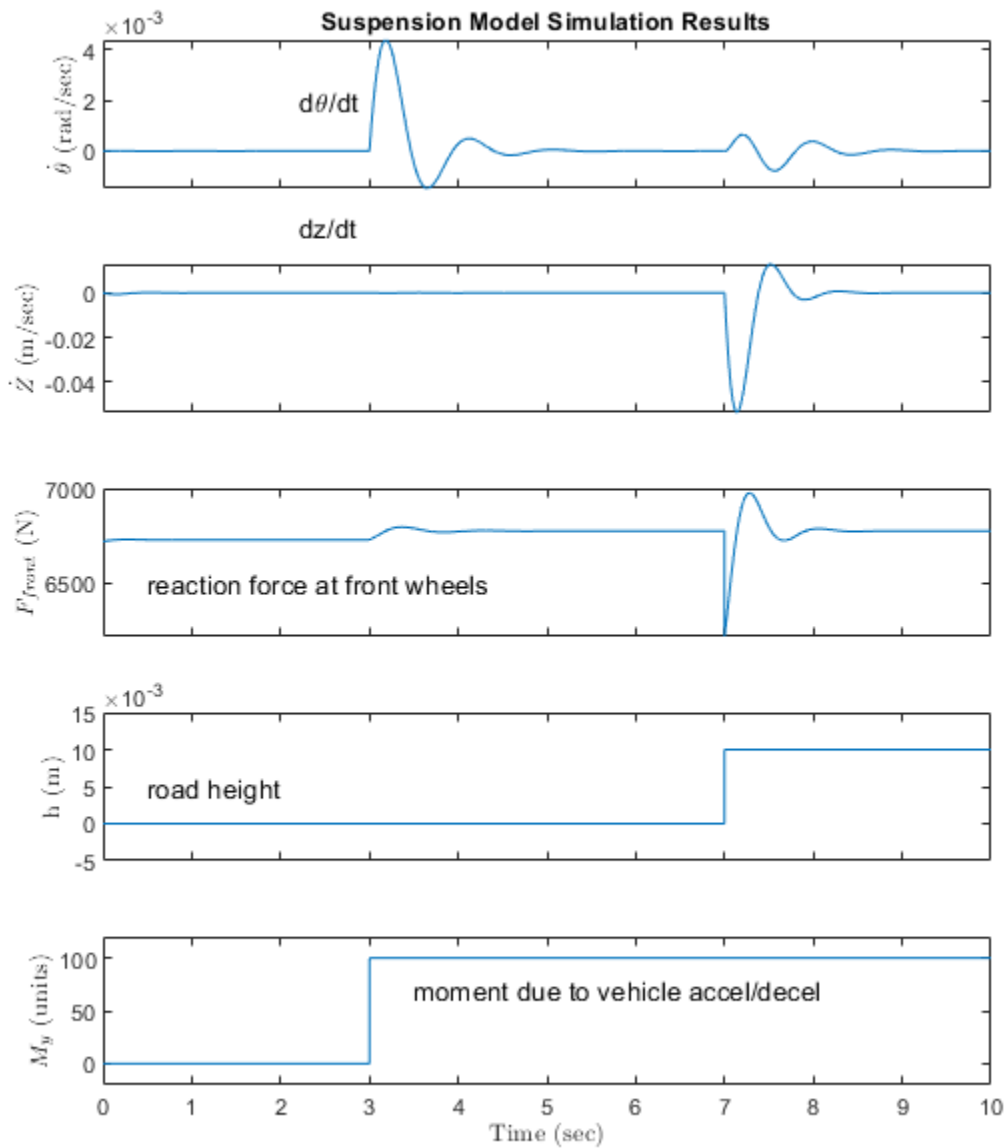 Suspension Model Simulation Results
×10⁻³
4
2
0
θ̇ (rad/sec)
dθ/dt
dz/dt
0
-0.02
-0.04
Ż (m/sec)
7000
6500
F_front (N)
reaction force at front wheels
×10⁻³
15
10
5
0
-5
h (m)
road height
100
50
0
M_y (units)
moment due to vehicle accel/decel
0 1 2 3 4 5 6 7 8 9 10
Time (sec)